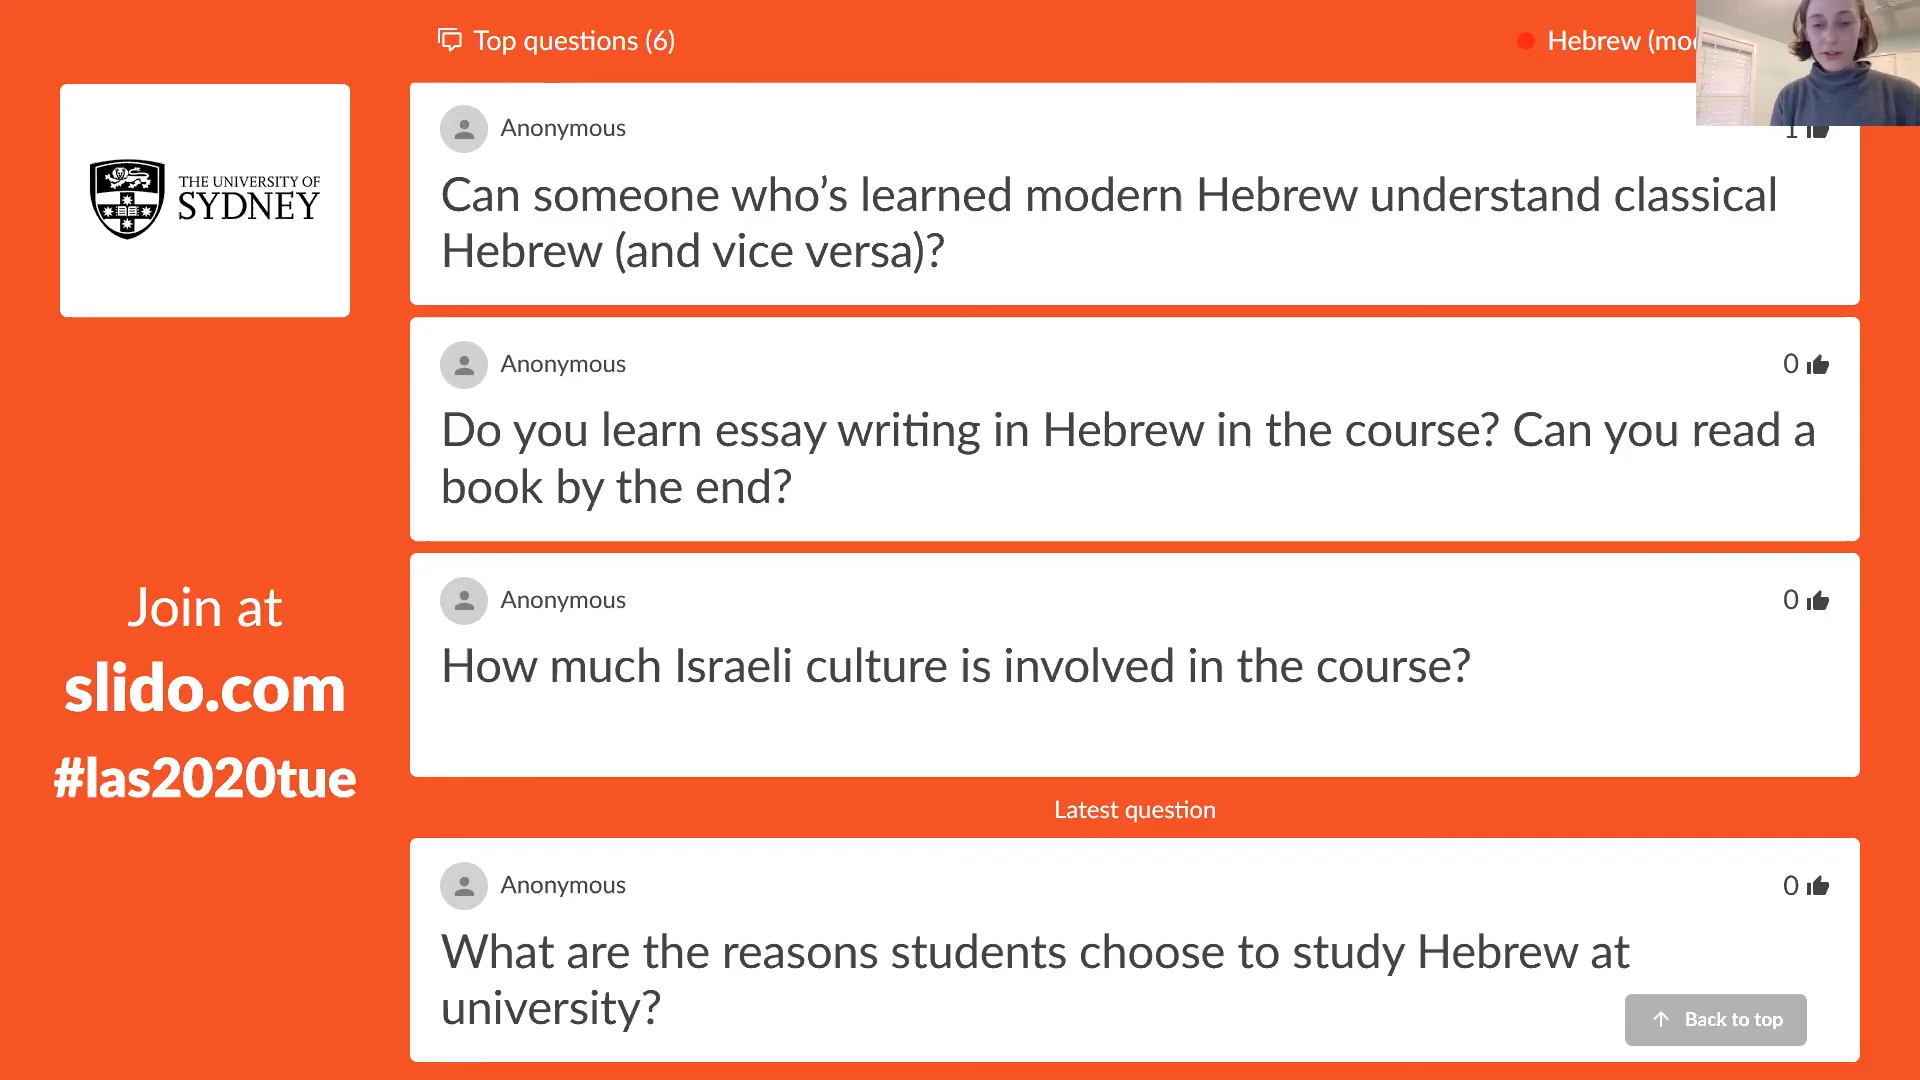 Top questions (6)
Hebrew (mo
THE UNIVERSITY OF
SYDNEY
Anonymous
1
Can someone who’s learned modern Hebrew understand classical
Hebrew (and vice versa)?
Anonymous
0
Do you learn essay writing in Hebrew in the course? Can you read a
book by the end?
Anonymous
0
How much Israeli culture is involved in the course?
Join at
slido.com
#las2020tue
Latest question
Anonymous
0
What are the reasons students choose to study Hebrew at
university?
Back to top